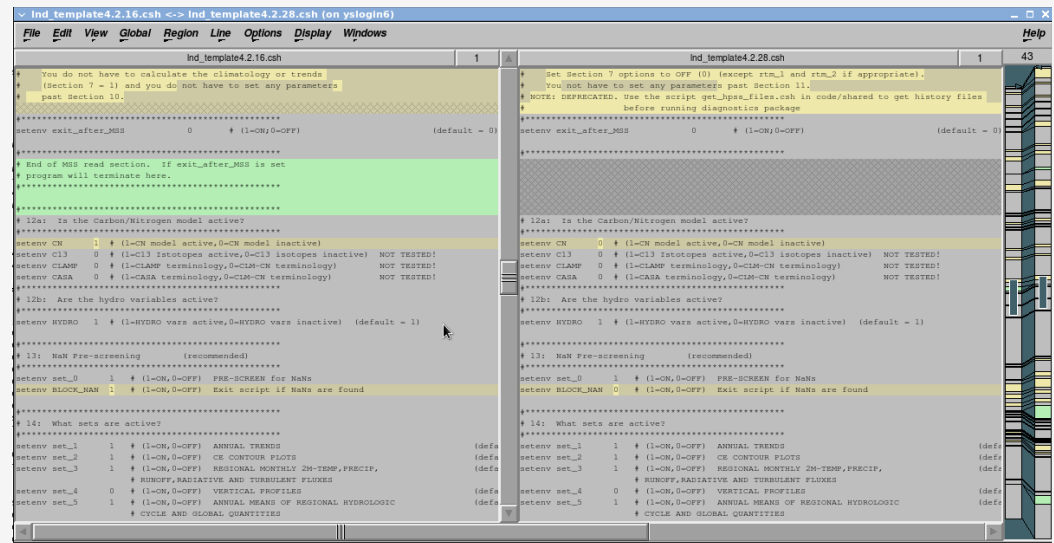 lnd_template4.2.16.csh <-> lnd_template4.2.28.csh (on yslogin6)
File Edit View Global Region Line Options Display Windows Help
lnd_template4.2.16.csh 1
# You do not have to calculate the climatology or trends
# (Section 7 = 1) and you do not have to set any parameters
# past Section 10.
#**************************************************
setenv exit_after_MSS 0 # (1=ON;0=OFF) (default = 0)
#**************************************************
# End of MSS read section. If exit_after_MSS is set
# program will terminate here.
#**************************************************
#**************************************************
# 12a: Is the Carbon/Nitrogen model active?
#**************************************************
setenv CN 1 # (1=CN model active,0=CN model inactive)
setenv C13 0 # (1=C13 Istotopes active,0=C13 isotopes inactive) NOT TESTED!
setenv CLAMP 0 # (1=CLAMP terminology,0=CLM-CN terminology) NOT TESTED!
setenv CASA 0 # (1=CASA terminology,0=CLM-CN terminology) NOT TESTED!
#**************************************************
# 12b: Are the hydro variables active?
#**************************************************
setenv HYDRO 1 # (1=HYDRO vars active,0=HYDRO vars inactive) (default = 1)
#**************************************************
# 13: NaN Pre-screening (recommended)
#**************************************************
setenv set_0 1 # (1=ON,0=OFF) PRE-SCREEN for NaNs
setenv BLOCK_NAN 1 # (1=ON,0=OFF) Exit script if NaNs are found
#**************************************************
# 14: What sets are active?
#**************************************************
setenv set_1 1 # (1=ON,0=OFF) ANNUAL TRENDS (defa
setenv set_2 1 # (1=ON,0=OFF) CE CONTOUR PLOTS (defa
setenv set_3 1 # (1=ON,0=OFF) REGIONAL MONTHLY 2M-TEMP,PRECIP, (defa
# RUNOFF,RADIATIVE AND TURBULENT FLUXES
setenv set_4 0 # (1=ON,0=OFF) VERTICAL PROFILES (defa
setenv set_5 1 # (1=ON,0=OFF) ANNUAL MEANS OF REGIONAL HYDROLOGIC (defa
# CYCLE AND GLOBAL QUANTITIES
lnd_template4.2.28.csh 1 43
# Set Section 7 options to OFF (0) (except rtm_1 and rtm_2 if appropriate).
# You not have to set any parameters past Section 11.
# NOTE: DEPRECATED. Use the script get_hpss_files.csh in code/shared to get history files
# before running diagnostics package
#**************************************************
setenv exit_after_MSS 0 # (1=ON;0=OFF) (default = 0)
#**************************************************
# 12a: Is the Carbon/Nitrogen model active?
#**************************************************
setenv CN 0 # (1=CN model active,0=CN model inactive)
setenv C13 0 # (1=C13 Istotopes active,0=C13 isotopes inactive) NOT TESTED!
setenv CLAMP 0 # (1=CLAMP terminology,0=CLM-CN terminology) NOT TESTED!
setenv CASA 0 # (1=CASA terminology,0=CLM-CN terminology) NOT TESTED!
#**************************************************
# 12b: Are the hydro variables active?
#**************************************************
setenv HYDRO 1 # (1=HYDRO vars active,0=HYDRO vars inactive) (default = 1)
#**************************************************
# 13: NaN Pre-screening (recommended)
#**************************************************
setenv set_0 1 # (1=ON,0=OFF) PRE-SCREEN for NaNs
setenv BLOCK_NAN 0 # (1=ON,0=OFF) Exit script if NaNs are found
#**************************************************
# 14: What sets are active?
#**************************************************
setenv set_1 1 # (1=ON,0=OFF) ANNUAL TRENDS (defa
setenv set_2 1 # (1=ON,0=OFF) CE CONTOUR PLOTS (defa
setenv set_3 1 # (1=ON,0=OFF) REGIONAL MONTHLY 2M-TEMP,PRECIP, (defa
# RUNOFF,RADIATIVE AND TURBULENT FLUXES
setenv set_4 0 # (1=ON,0=OFF) VERTICAL PROFILES (defa
setenv set_5 1 # (1=ON,0=OFF) ANNUAL MEANS OF REGIONAL HYDROLOGIC (defa
# CYCLE AND GLOBAL QUANTITIES